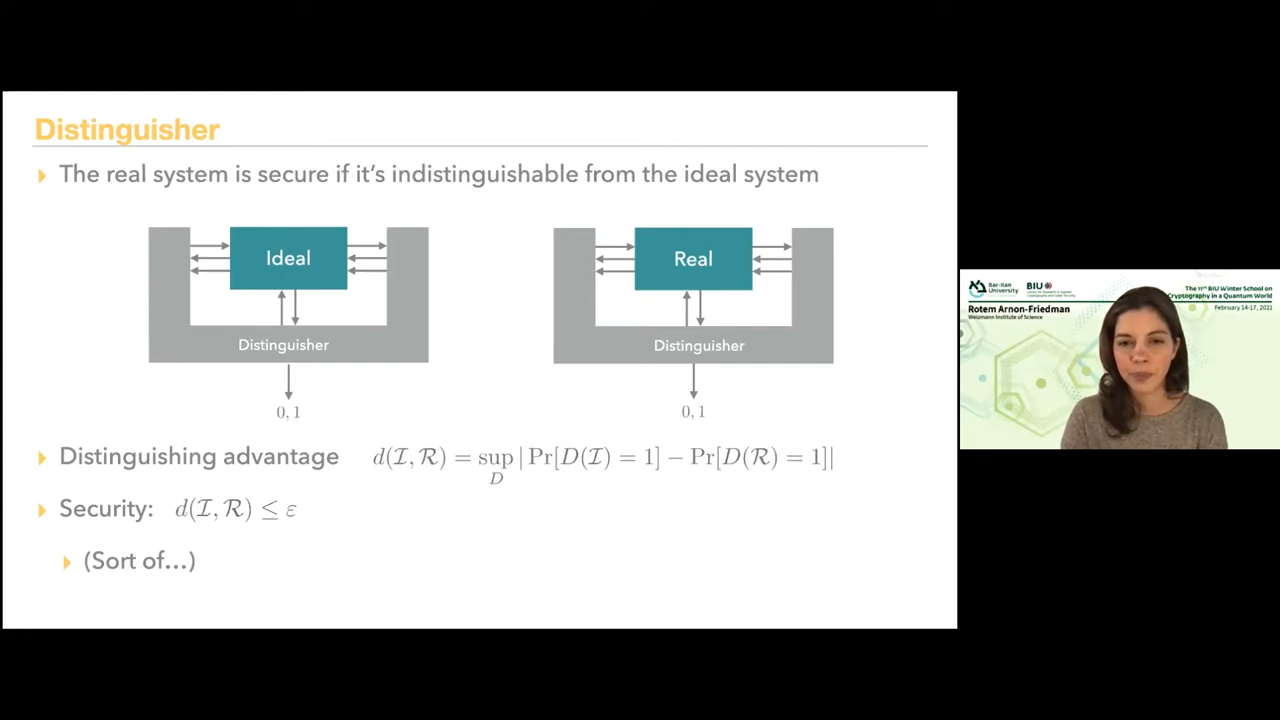 Distinguisher
The real system is secure if it's indistinguishable from the ideal system
Ideal
Distinguisher
0, 1
Real
Distinguisher
0, 1
Distinguishing advantage d(𝓘, 𝓡) = sup_D | Pr[D(𝓘) = 1] − Pr[D(𝓡) = 1]|
Security: d(𝓘, 𝓡) ≤ ε
(Sort of...)
Bar-Ilan
University
BIU
The 11th BIU Winter School on
Cryptography in a Quantum World
February 14-17, 2021
Rotem Arnon-Friedman
Weizmann Institute of Science